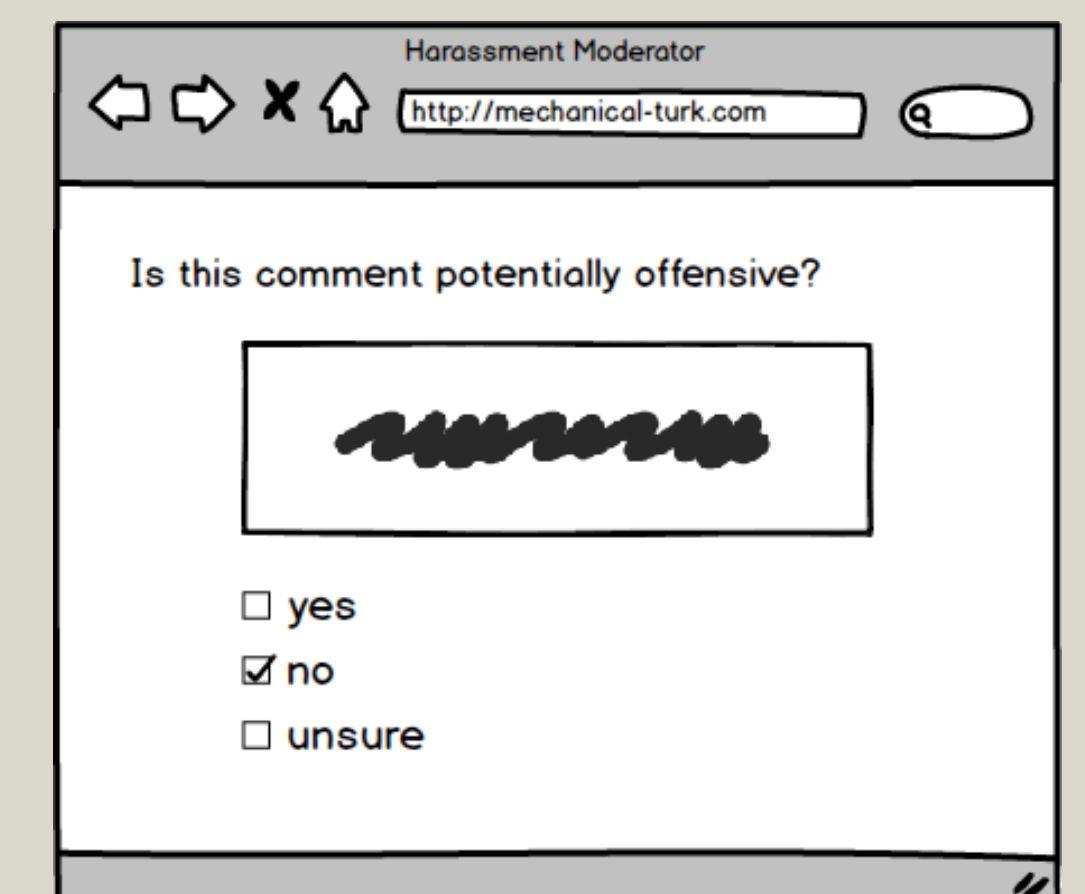 Harassment Moderator
http://mechanical-turk.com
Is this comment potentially offensive?
yes
no
unsure